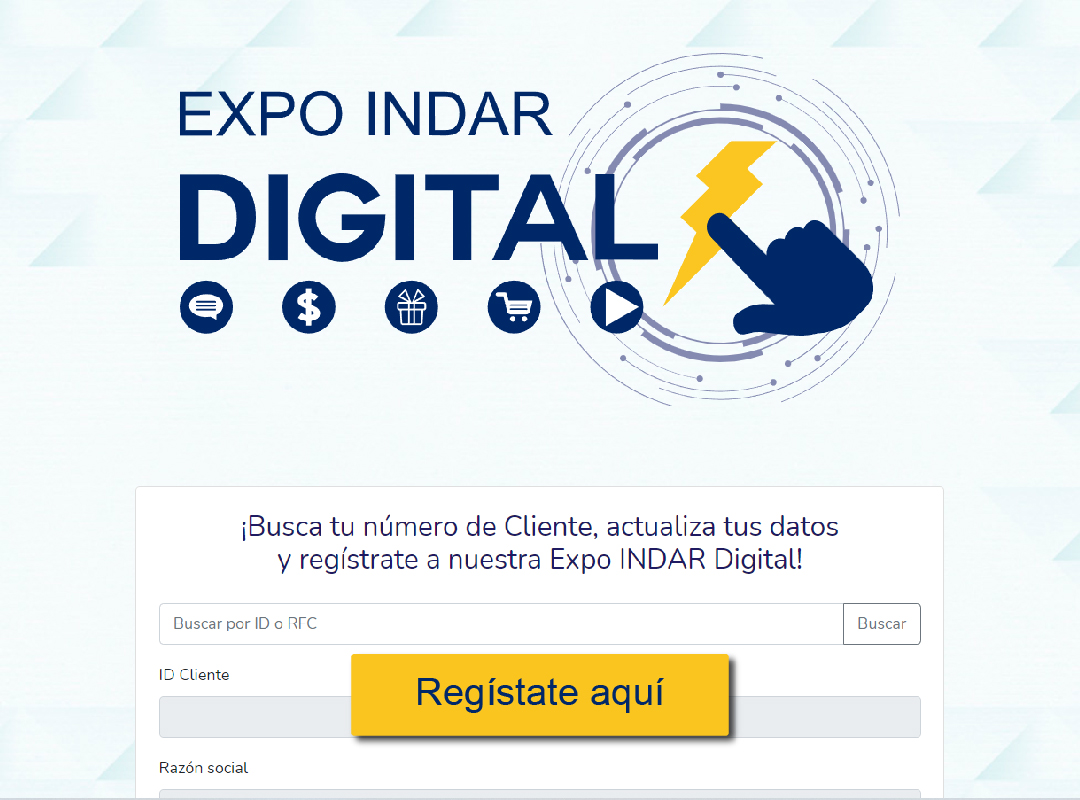 EXPO INDAR
DIGITAL
¡Busca tu número de Cliente, actualiza tus datos
y regístrate a nuestra Expo INDAR Digital!
Buscar por ID o RFC
Buscar
ID Cliente
Regístate aquí
Razón social